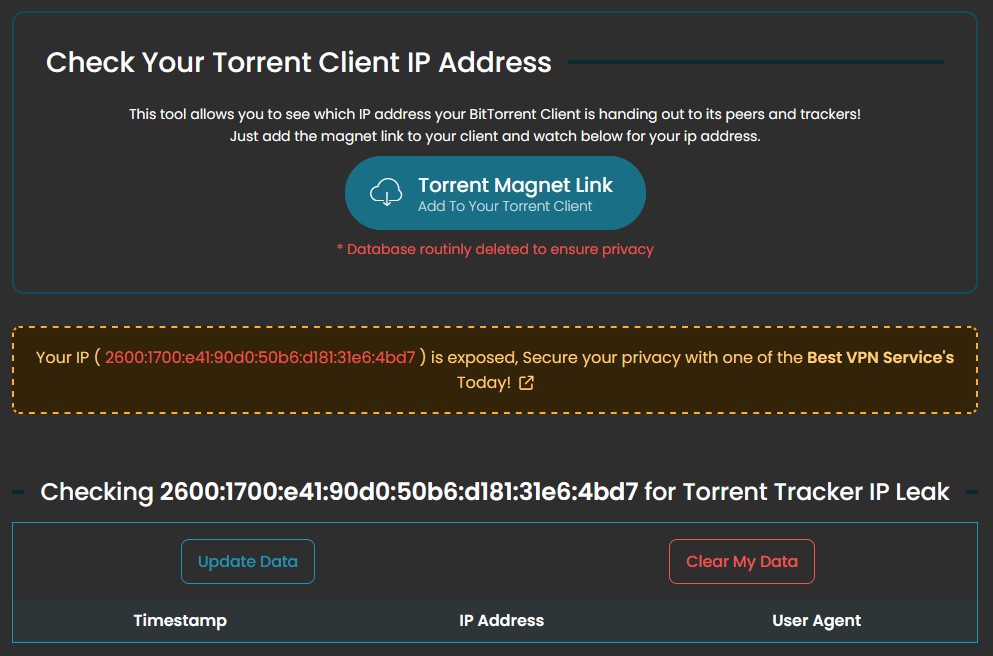 Check Your Torrent Client IP Address
This tool allows you to see which IP address your BitTorrent Client is handing out to its peers and trackers!
Just add the magnet link to your client and watch below for your ip address.
Torrent Magnet Link
Add To Your Torrent Client
* Database routinly deleted to ensure privacy
Your IP ( 2600:1700:e41:90d0:50b6:d181:31e6:4bd7 ) is exposed, Secure your privacy with one of the Best VPN Service's
Today!
Checking 2600:1700:e41:90d0:50b6:d181:31e6:4bd7 for Torrent Tracker IP Leak
Update Data Clear My Data
Timestamp IP Address User Agent